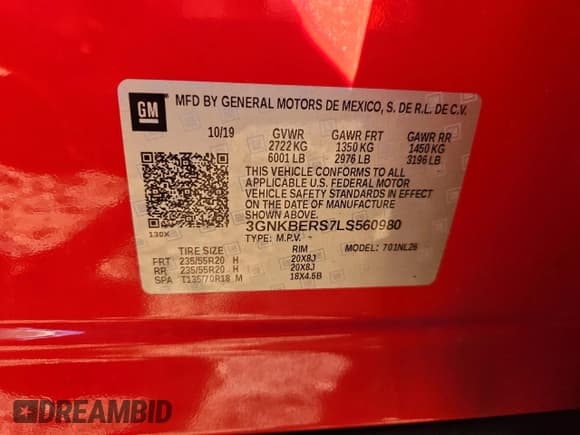 GM
MFD BY GENERAL MOTORS DE MEXICO, S. DE R.L. DE C.V.
10/19 GVWR GAWR FRT GAWR RR
2722 KG 1350 KG 1450 KG
6001 LB 2976 LB 3196 LB
THIS VEHICLE CONFORMS TO ALL
APPLICABLE U.S. FEDERAL MOTOR
VEHICLE SAFETY STANDARDS IN EFFECT
ON THE DATE OF MANUFACTURE
SHOWN ABOVE.
130X 3GNKBERS7LS560980
TYPE: M.P.V. MODEL: 701NL26
TIRE SIZE RIM
FRT 235/55R20 H 20X8J
RR 235/55R20 H 20X8J
SPA T135/70R18 M 18X4.5B
DREAMBID